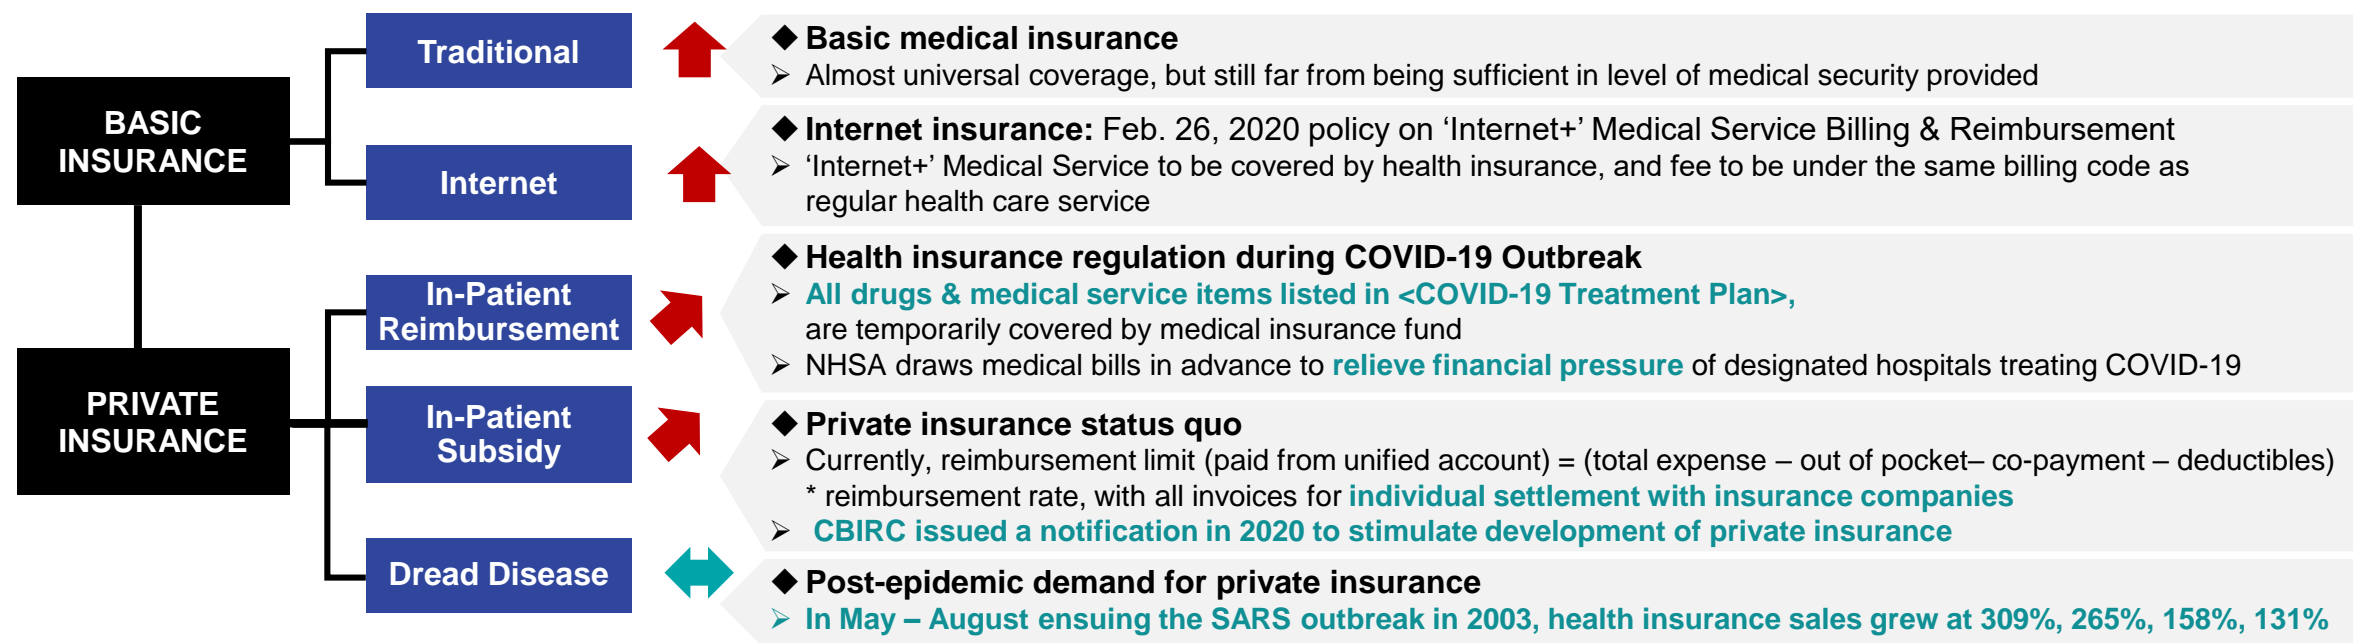 BASIC
INSURANCE
PRIVATE
INSURANCE
Traditional
Internet
In-Patient
Reimbursement
In-Patient
Subsidy
Dread Disease
◆ Basic medical insurance
➢ Almost universal coverage, but still far from being sufficient in level of medical security provided
◆ Internet insurance: Feb. 26, 2020 policy on ‘Internet+’ Medical Service Billing & Reimbursement
➢ ‘Internet+’ Medical Service to be covered by health insurance, and fee to be under the same billing code as
regular health care service
◆ Health insurance regulation during COVID-19 Outbreak
➢ All drugs & medical service items listed in <COVID-19 Treatment Plan>,
are temporarily covered by medical insurance fund
➢ NHSA draws medical bills in advance to relieve financial pressure of designated hospitals treating COVID-19
◆ Private insurance status quo
➢ Currently, reimbursement limit (paid from unified account) = (total expense – out of pocket– co-payment – deductibles)
* reimbursement rate, with all invoices for individual settlement with insurance companies
➢ CBIRC issued a notification in 2020 to stimulate development of private insurance
◆ Post-epidemic demand for private insurance
➢ In May – August ensuing the SARS outbreak in 2003, health insurance sales grew at 309%, 265%, 158%, 131%